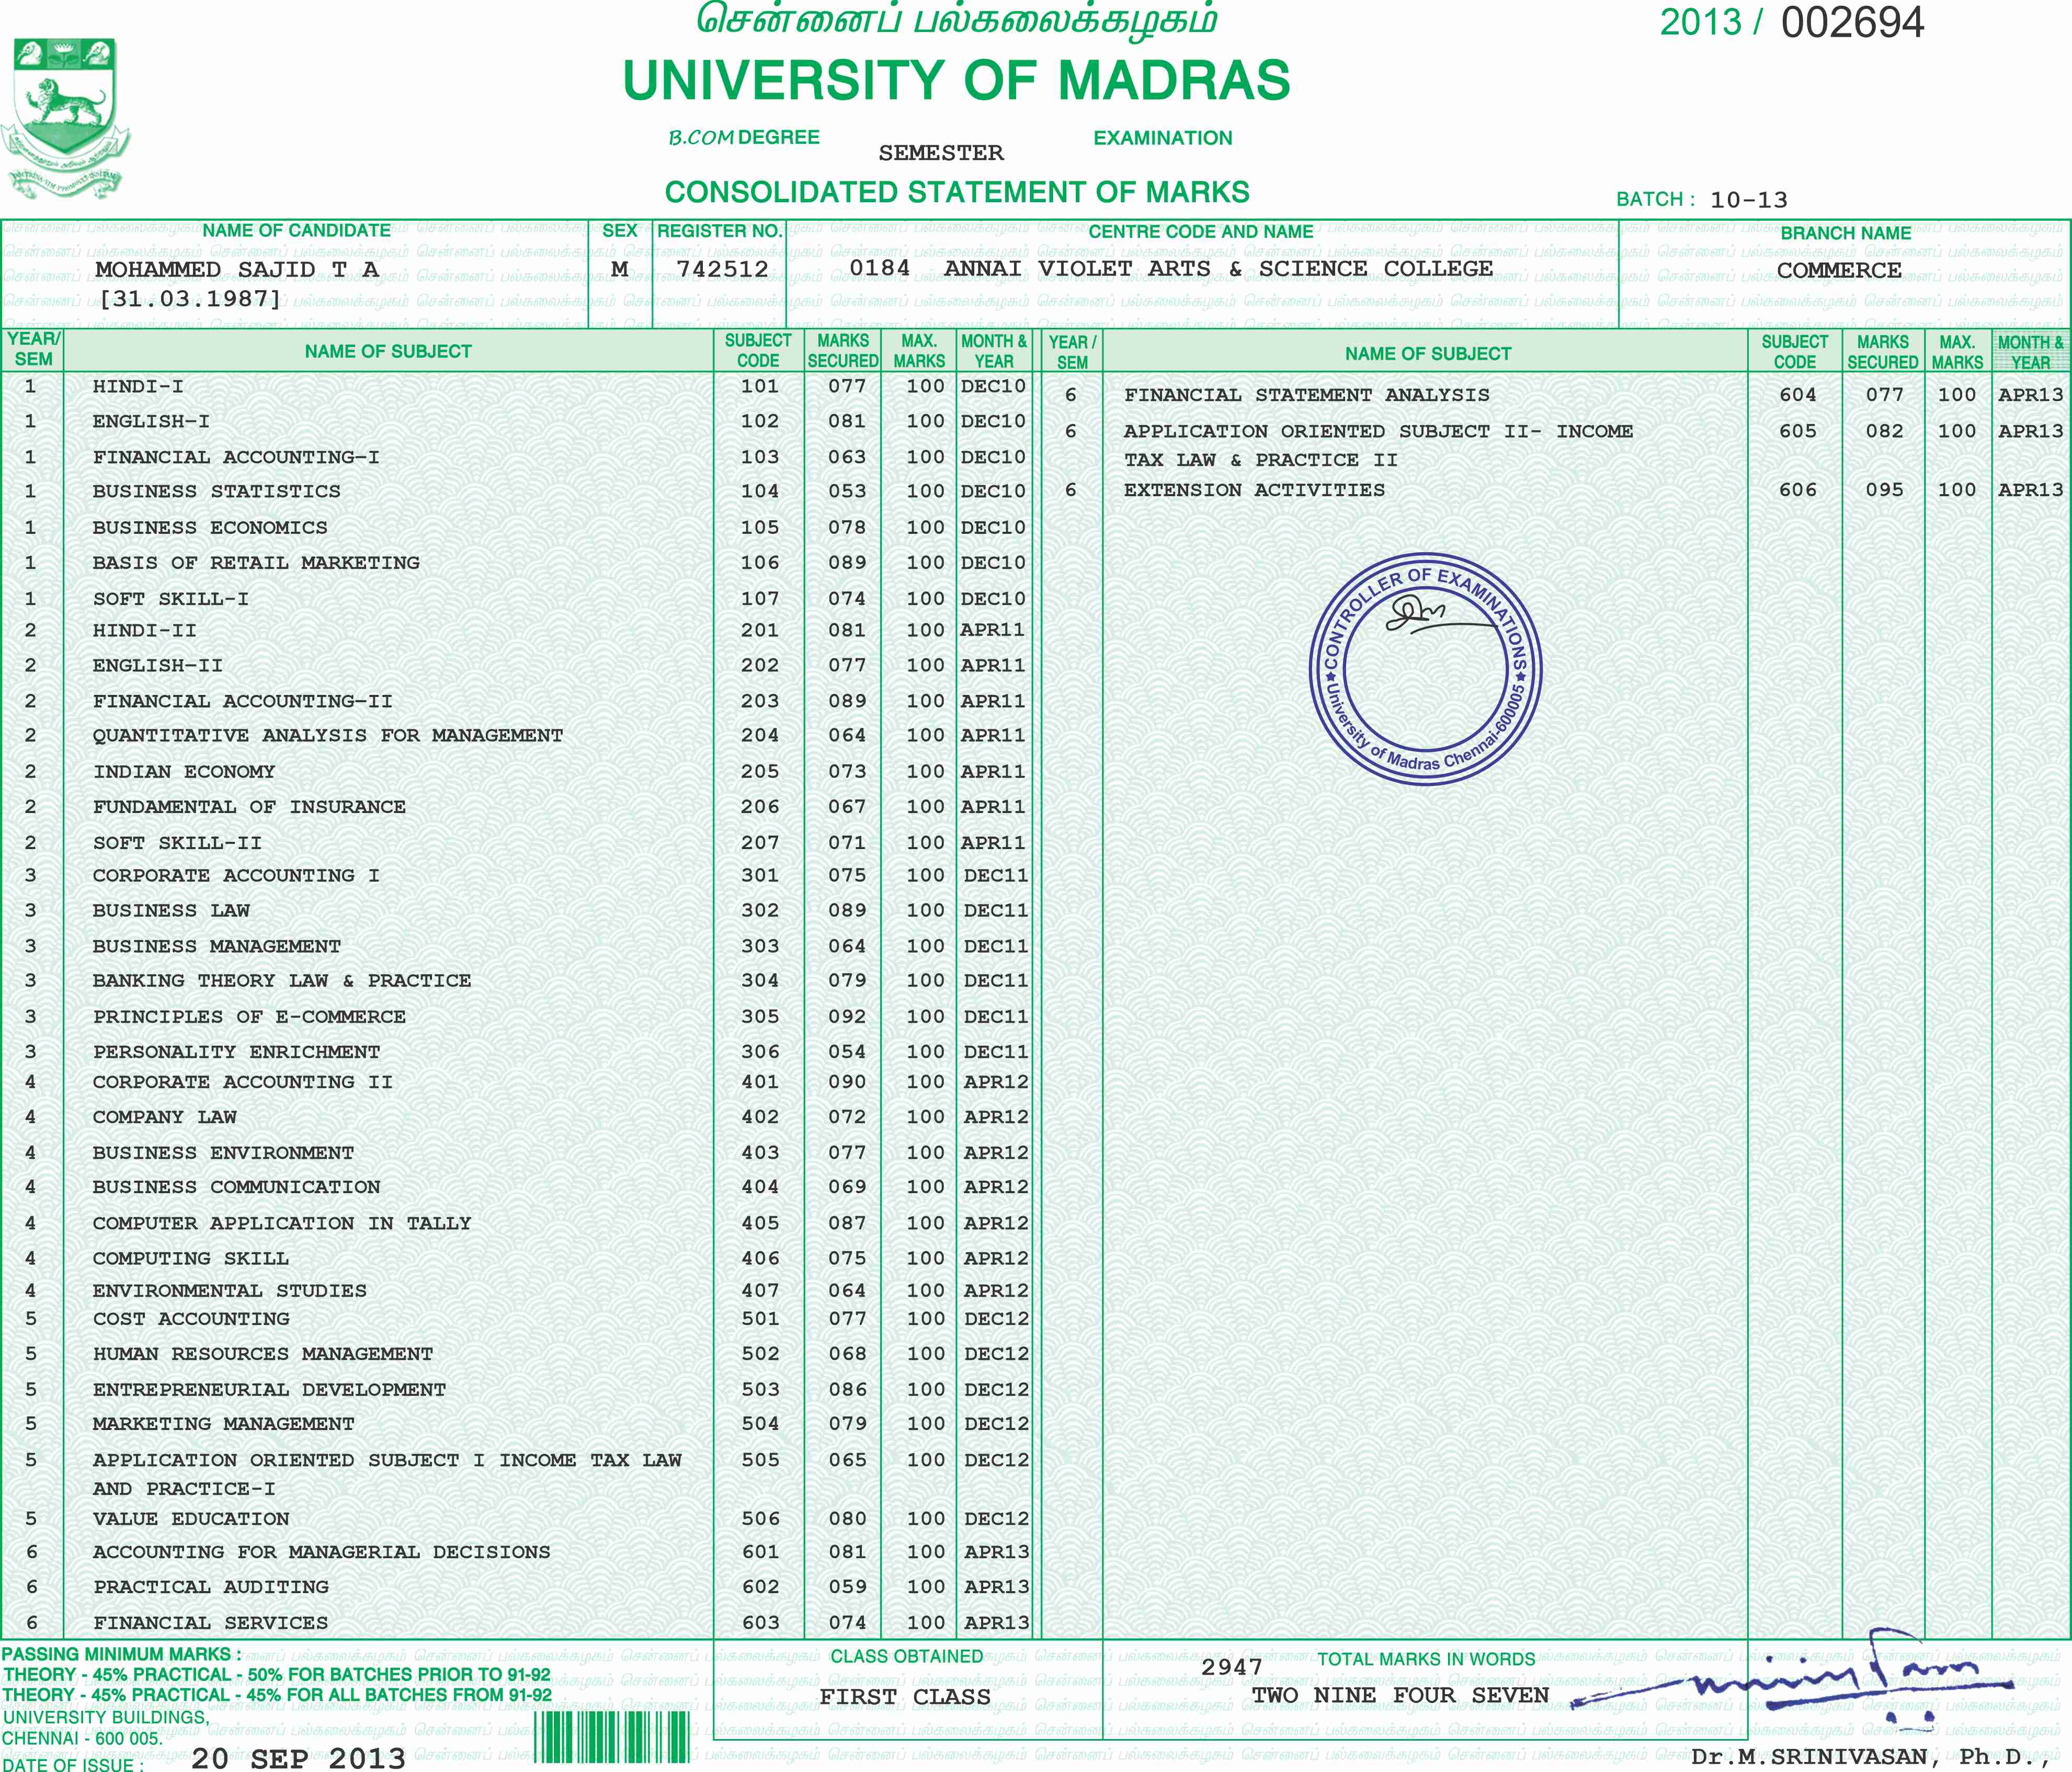 சென்னைப் பல்கலைக்கழகம்
2013 / 002694
UNIVERSITY OF MADRAS
B.COM DEGREE SEMESTER EXAMINATION
CONSOLIDATED STATEMENT OF MARKS
BATCH : 10-13
NAME OF CANDIDATE SEX REGISTER NO. CENTRE CODE AND NAME BRANCH NAME
MOHAMMED SAJID T A M 742512 0184 ANNAI VIOLET ARTS & SCIENCE COLLEGE COMMERCE
[31.03.1987]
YEAR/ SEM NAME OF SUBJECT SUBJECT CODE MARKS SECURED MAX. MARKS MONTH & YEAR
1 HINDI-I 101 077 100 DEC10
1 ENGLISH-I 102 081 100 DEC10
1 FINANCIAL ACCOUNTING-I 103 063 100 DEC10
1 BUSINESS STATISTICS 104 053 100 DEC10
1 BUSINESS ECONOMICS 105 078 100 DEC10
1 BASIS OF RETAIL MARKETING 106 089 100 DEC10
1 SOFT SKILL-I 107 074 100 DEC10
2 HINDI-II 201 081 100 APR11
2 ENGLISH-II 202 077 100 APR11
2 FINANCIAL ACCOUNTING-II 203 089 100 APR11
2 QUANTITATIVE ANALYSIS FOR MANAGEMENT 204 064 100 APR11
2 INDIAN ECONOMY 205 073 100 APR11
2 FUNDAMENTAL OF INSURANCE 206 067 100 APR11
2 SOFT SKILL-II 207 071 100 APR11
3 CORPORATE ACCOUNTING I 301 075 100 DEC11
3 BUSINESS LAW 302 089 100 DEC11
3 BUSINESS MANAGEMENT 303 064 100 DEC11
3 BANKING THEORY LAW & PRACTICE 304 079 100 DEC11
3 PRINCIPLES OF E-COMMERCE 305 092 100 DEC11
3 PERSONALITY ENRICHMENT 306 054 100 DEC11
4 CORPORATE ACCOUNTING II 401 090 100 APR12
4 COMPANY LAW 402 072 100 APR12
4 BUSINESS ENVIRONMENT 403 077 100 APR12
4 BUSINESS COMMUNICATION 404 069 100 APR12
4 COMPUTER APPLICATION IN TALLY 405 087 100 APR12
4 COMPUTING SKILL 406 075 100 APR12
4 ENVIRONMENTAL STUDIES 407 064 100 APR12
5 COST ACCOUNTING 501 077 100 DEC12
5 HUMAN RESOURCES MANAGEMENT 502 068 100 DEC12
5 ENTREPRENEURIAL DEVELOPMENT 503 086 100 DEC12
5 MARKETING MANAGEMENT 504 079 100 DEC12
5 APPLICATION ORIENTED SUBJECT I INCOME TAX LAW 505 065 100 DEC12
AND PRACTICE-I
5 VALUE EDUCATION 506 080 100 DEC12
6 ACCOUNTING FOR MANAGERIAL DECISIONS 601 081 100 APR13
6 PRACTICAL AUDITING 602 059 100 APR13
6 FINANCIAL SERVICES 603 074 100 APR13
YEAR / SEM NAME OF SUBJECT SUBJECT CODE MARKS SECURED MAX. MARKS MONTH & YEAR
6 FINANCIAL STATEMENT ANALYSIS 604 077 100 APR13
6 APPLICATION ORIENTED SUBJECT II- INCOME 605 082 100 APR13
TAX LAW & PRACTICE II
6 EXTENSION ACTIVITIES 606 095 100 APR13
CONTROLLER OF EXAMINATIONS
University of Madras Chennai-600005
PASSING MINIMUM MARKS :
THEORY - 45% PRACTICAL - 50% FOR BATCHES PRIOR TO 91-92
THEORY - 45% PRACTICAL - 45% FOR ALL BATCHES FROM 91-92
UNIVERSITY BUILDINGS,
CHENNAI - 600 005.
DATE OF ISSUE : 20 SEP 2013
CLASS OBTAINED
FIRST CLASS
2947 TOTAL MARKS IN WORDS
TWO NINE FOUR SEVEN
Dr.M.SRINIVASAN, Ph.D.,